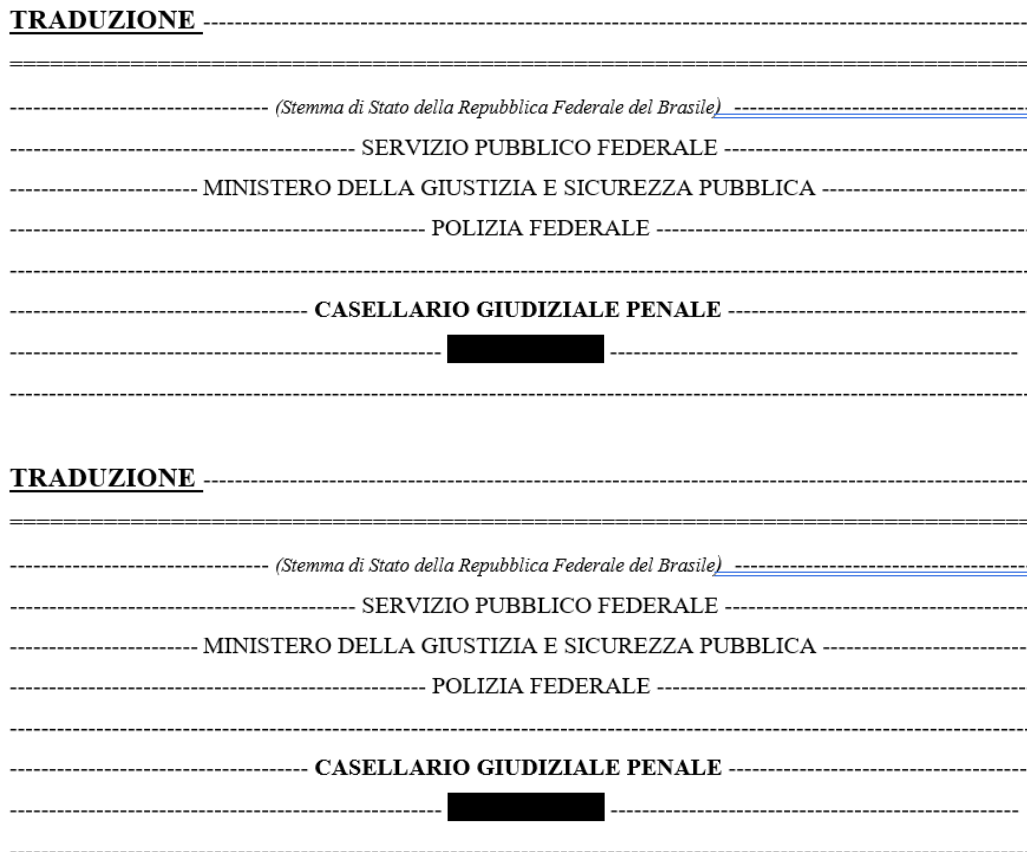 TRADUZIONE ------------------------------------------------------------------------------------------------
==========================================================================
--------------------------------- (Stemma di Stato della Repubblica Federale del Brasile) --------------------------------------
-------------------------------------------- SERVIZIO PUBBLICO FEDERALE ---------------------------------------
------------------------ MINISTERO DELLA GIUSTIZIA E SICUREZZA PUBBLICA --------------------------
----------------------------------------------------- POLIZIA FEDERALE -----------------------------------------------
----------------------------------------------------------------------------------------------------------------------------------
-------------------------------------- CASELLARIO GIUDIZIALE PENALE --------------------------------------
------------------------------------------------------- ----------------------------------------------------
----------------------------------------------------------------------------------------------------------------------------------
TRADUZIONE ------------------------------------------------------------------------------------------------
==========================================================================
--------------------------------- (Stemma di Stato della Repubblica Federale del Brasile) --------------------------------------
-------------------------------------------- SERVIZIO PUBBLICO FEDERALE ---------------------------------------
------------------------ MINISTERO DELLA GIUSTIZIA E SICUREZZA PUBBLICA --------------------------
----------------------------------------------------- POLIZIA FEDERALE -----------------------------------------------
----------------------------------------------------------------------------------------------------------------------------------
-------------------------------------- CASELLARIO GIUDIZIALE PENALE --------------------------------------
------------------------------------------------------- ----------------------------------------------------
----------------------------------------------------------------------------------------------------------------------------------